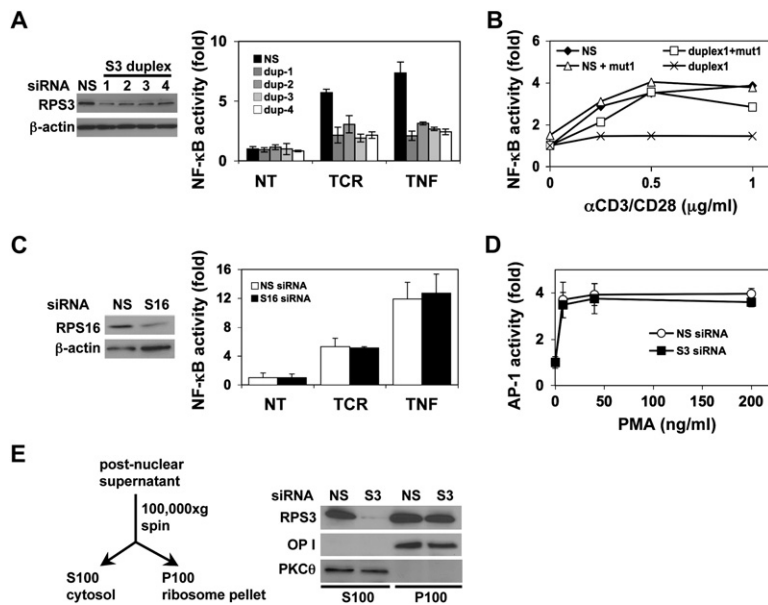 A
S3 duplex
siRNA NS 1 2 3 4
RPS3
β-actin
NF-κB activity (fold)
10
5
0
NS
dup-1
dup-2
dup-3
dup-4
NT TCR TNF
B
NS
duplex1+mut1
NS + mut1
duplex1
NF-κB activity (fold)
6
4
2
0
0 0.5 1
αCD3/CD28 (μg/ml)
C
siRNA NS S16
RPS16
β-actin
NF-κB activity (fold)
16
12
8
4
0
NS siRNA
S16 siRNA
NT TCR TNF
D
AP-1 activity (fold)
6
4
2
0
NS siRNA
S3 siRNA
0 50 100 150 200
PMA (ng/ml)
E
post-nuclear
supernatant
100,000xg
spin
S100
cytosol
P100
ribosome pellet
siRNA NS S3 NS S3
RPS3
OP I
PKCθ
S100 P100